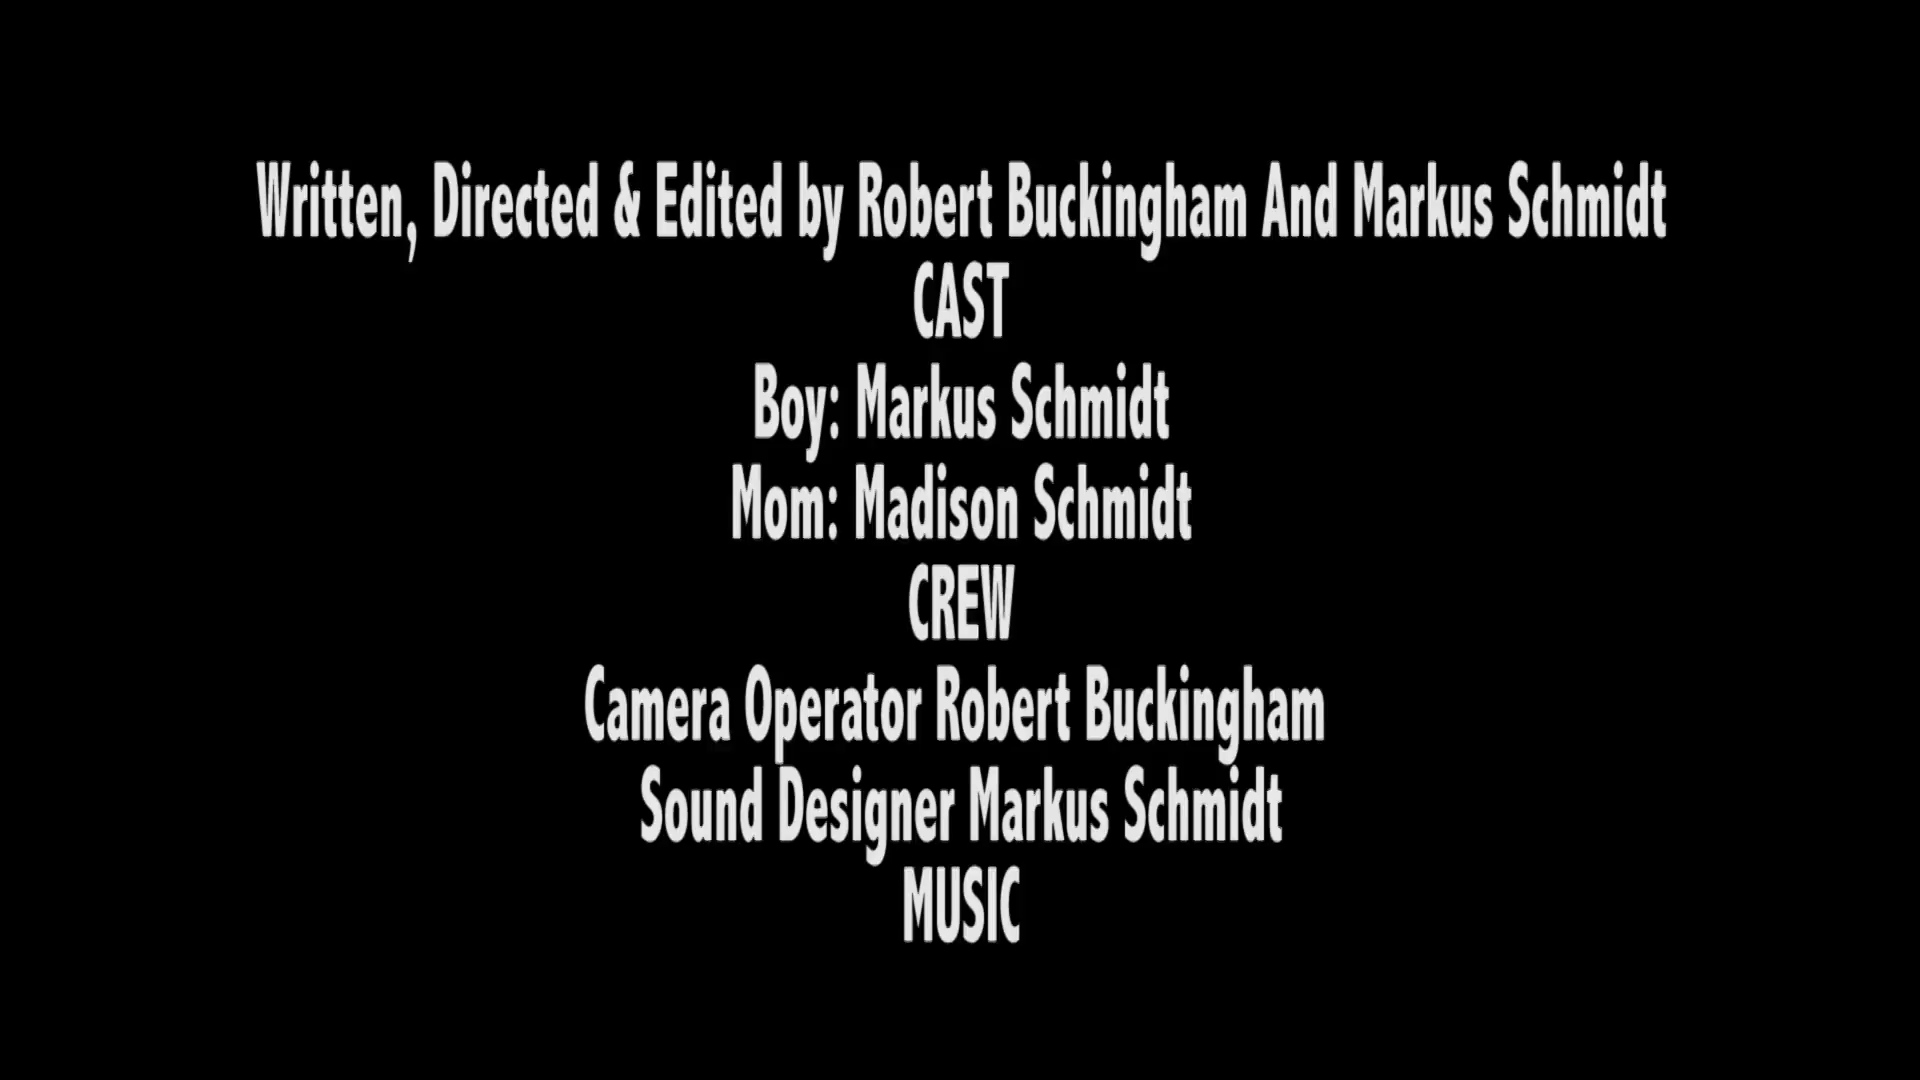 Written, Directed & Edited by Robert Buckingham And Markus Schmidt
CAST
Boy: Markus Schmidt
Mom: Madison Schmidt
CREW
Camera Operator Robert Buckingham
Sound Designer Markus Schmidt
MUSIC